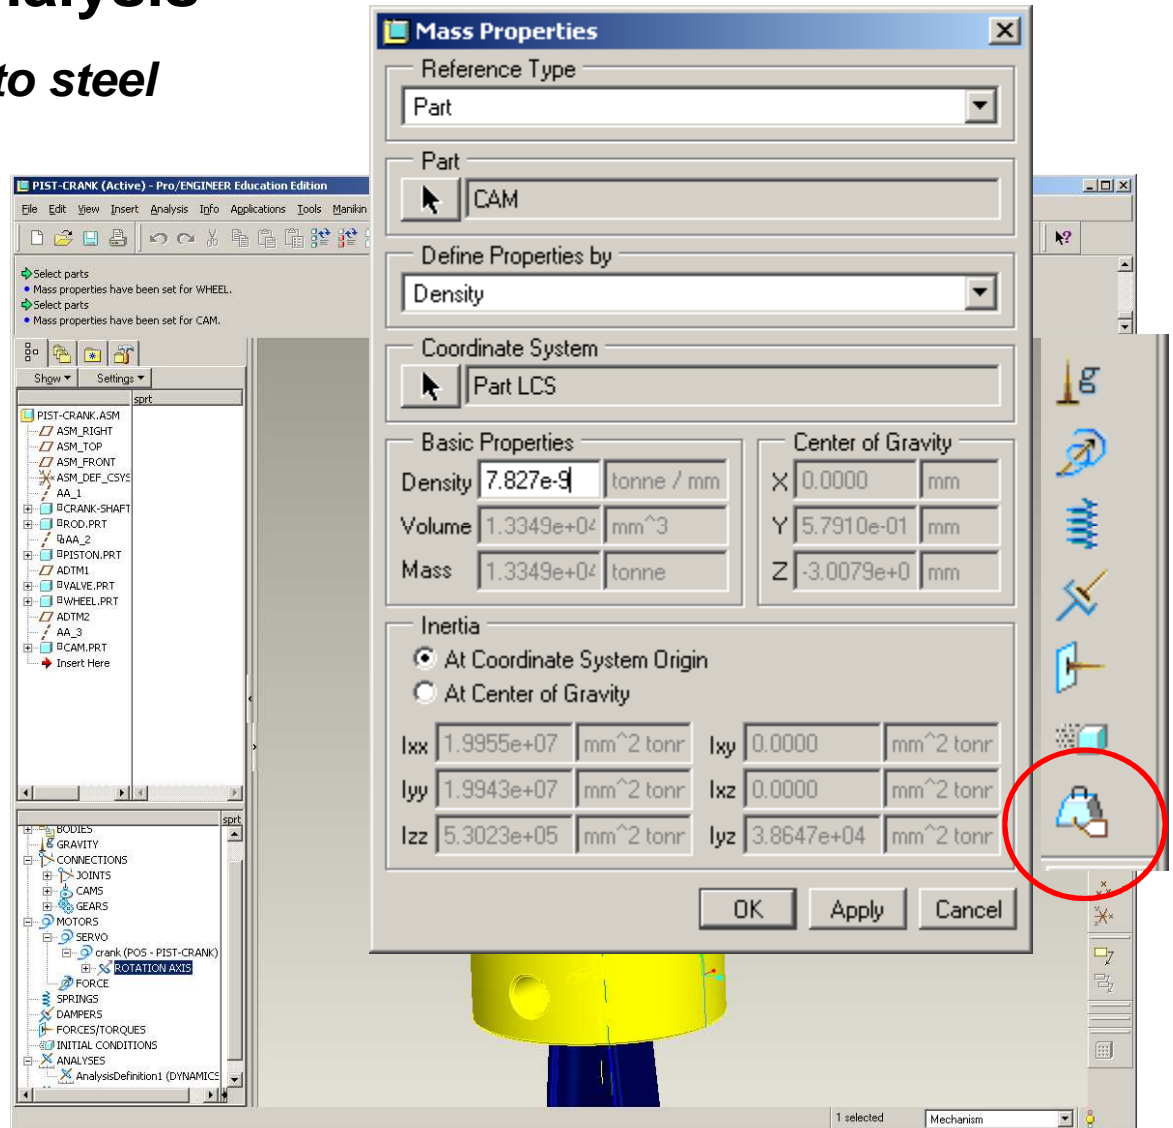 nalysis
to steel
Mass Properties
Reference Type
Part
Part
CAM
Define Properties by
Density
Coordinate System
Part LCS
Basic Properties
Density 7.827e-9 tonne / mm
Volume 1.3349e+04 mm^3
Mass 1.3349e+04 tonne
Center of Gravity
X 0.0000 mm
Y 5.7910e-01 mm
Z -3.0079e+0 mm
Inertia
At Coordinate System Origin
At Center of Gravity
Ixx 1.9955e+07 mm^2 tonr Ixy 0.0000 mm^2 tonr
Iyy 1.9943e+07 mm^2 tonr Ixz 0.0000 mm^2 tonr
Izz 5.3023e+05 mm^2 tonr Iyz 3.8647e+04 mm^2 tonr
OK Apply Cancel
PIST-CRANK (Active) - Pro/ENGINEER Education Edition
File Edit View Insert Analysis Info Applications Tools Manikin
Select parts
Mass properties have been set for WHEEL.
Select parts
Mass properties have been set for CAM.
Show Settings
sprt
PIST-CRANK.ASM
ASM_RIGHT
ASM_TOP
ASM_FRONT
ASM_DEF_CSYS
AA_1
CRANK-SHAFT
ROD.PRT
AA_2
PISTON.PRT
ADTM1
VALVE.PRT
WHEEL.PRT
ADTM2
AA_3
CAM.PRT
Insert Here
sprt
BODIES
GRAVITY
CONNECTIONS
JOINTS
CAMS
GEARS
MOTORS
SERVO
crank (POS - PIST-CRANK)
ROTATION AXIS
FORCE
SPRINGS
DAMPERS
FORCES/TORQUES
INITIAL CONDITIONS
ANALYSES
AnalysisDefinition1 (DYNAMICS
g
1 selected Mechanism